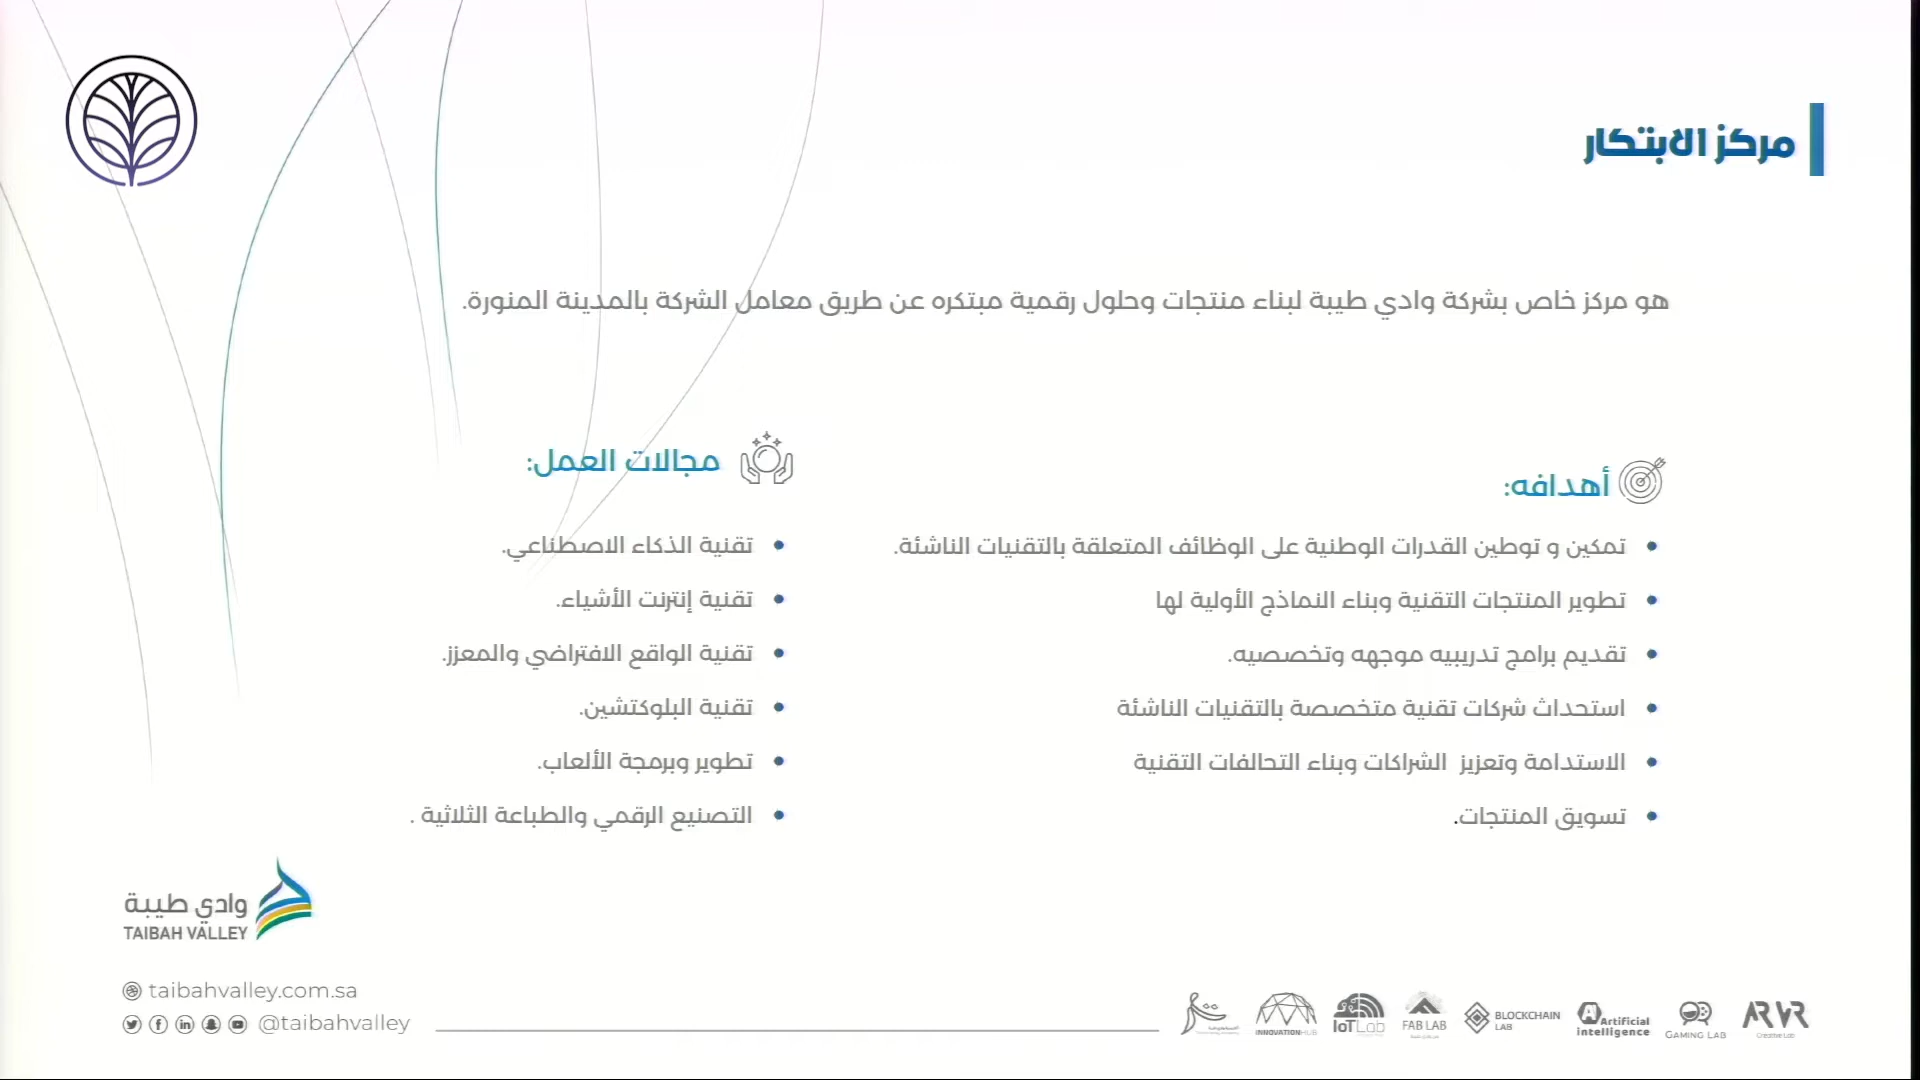 مركز الابتكار
هو مركز خاص بشركة وادي طيبة لبناء منتجات وحلول رقمية مبتكره عن طريق معامل الشركة بالمدينة المنورة.
أهدافه:
تمكين و توطين القدرات الوطنية على الوظائف المتعلقة بالتقنيات الناشئة.
تطوير المنتجات التقنية وبناء النماذج الأولية لها
تقديم برامج تدريبيه موجهه وتخصصيه.
استحداث شركات تقنية متخصصة بالتقنيات الناشئة
الاستدامة وتعزيز الشراكات وبناء التحالفات التقنية
تسويق المنتجات.
مجالات العمل:
تقنية الذكاء الاصطناعي.
تقنية إنترنت الأشياء.
تقنية الواقع الافتراضي والمعزز.
تقنية البلوكتشين.
تطوير وبرمجة الألعاب.
التصنيع الرقمي والطباعة الثلاثية .
وادي طيبة
TAIBAH VALLEY
taibahvalley.com.sa
@taibahvalley
INNOVATION HUB
IoT Lab
FAB LAB
BLOCKCHAIN LAB
Artificial intelligence
GAMING LAB
AR VR
Creative Lab